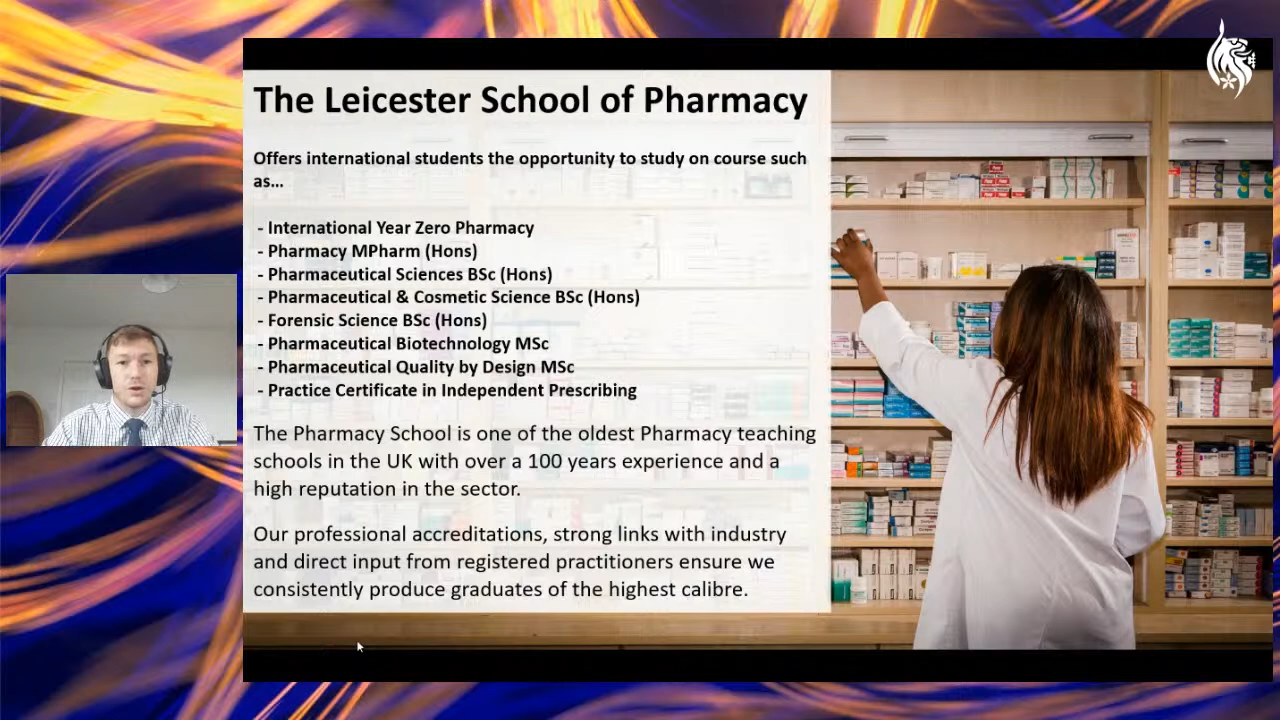 The Leicester School of Pharmacy
Offers international students the opportunity to study on course such
as...
- International Year Zero Pharmacy
- Pharmacy MPharm (Hons)
- Pharmaceutical Sciences BSc (Hons)
- Pharmaceutical & Cosmetic Science BSc (Hons)
- Forensic Science BSc (Hons)
- Pharmaceutical Biotechnology MSc
- Pharmaceutical Quality by Design MSc
- Practice Certificate in Independent Prescribing
The Pharmacy School is one of the oldest Pharmacy teaching
schools in the UK with over a 100 years experience and a
high reputation in the sector.
Our professional accreditations, strong links with industry
and direct input from registered practitioners ensure we
consistently produce graduates of the highest calibre.